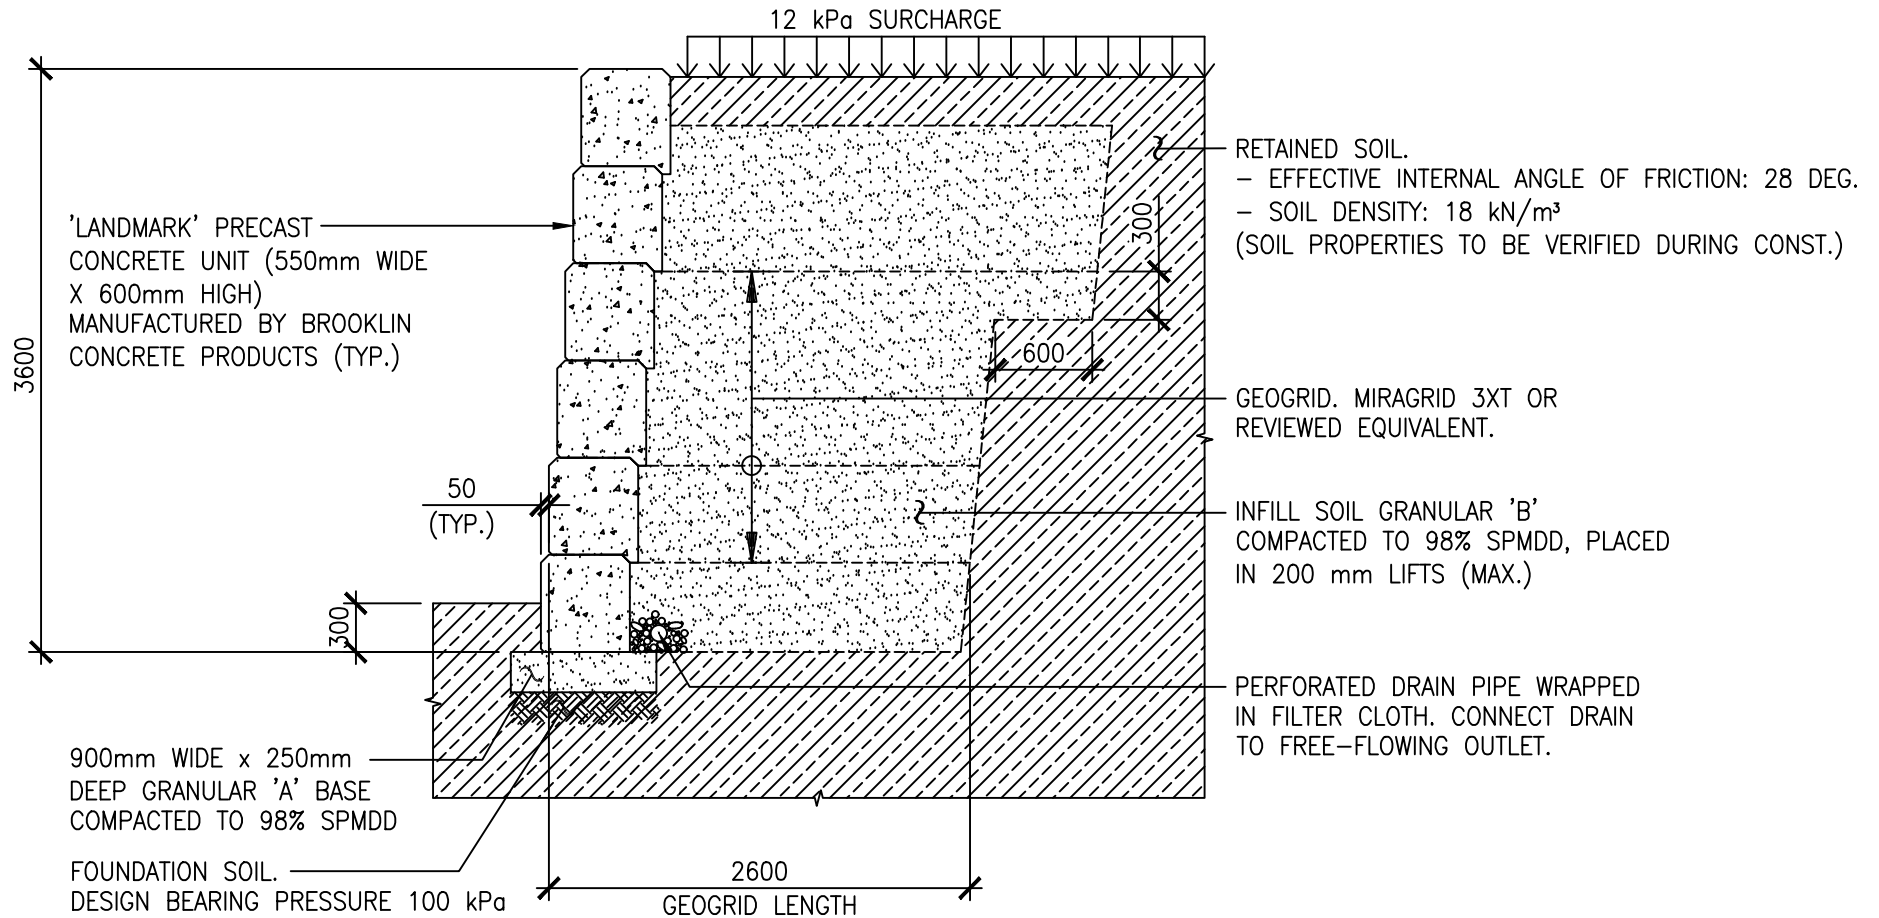 12 kPa SURCHARGE
RETAINED SOIL.
– EFFECTIVE INTERNAL ANGLE OF FRICTION: 28 DEG.
– SOIL DENSITY: 18 kN/m³
(SOIL PROPERTIES TO BE VERIFIED DURING CONST.)
300
'LANDMARK' PRECAST
CONCRETE UNIT (550mm WIDE
X 600mm HIGH)
MANUFACTURED BY BROOKLIN
CONCRETE PRODUCTS (TYP.)
3600
600
GEOGRID. MIRAGRID 3XT OR
REVIEWED EQUIVALENT.
50
(TYP.)
INFILL SOIL GRANULAR 'B'
COMPACTED TO 98% SPMDD, PLACED
IN 200 mm LIFTS (MAX.)
300
PERFORATED DRAIN PIPE WRAPPED
IN FILTER CLOTH. CONNECT DRAIN
TO FREE–FLOWING OUTLET.
900mm WIDE x 250mm
DEEP GRANULAR 'A' BASE
COMPACTED TO 98% SPMDD
FOUNDATION SOIL.
DESIGN BEARING PRESSURE 100 kPa
2600
GEOGRID LENGTH